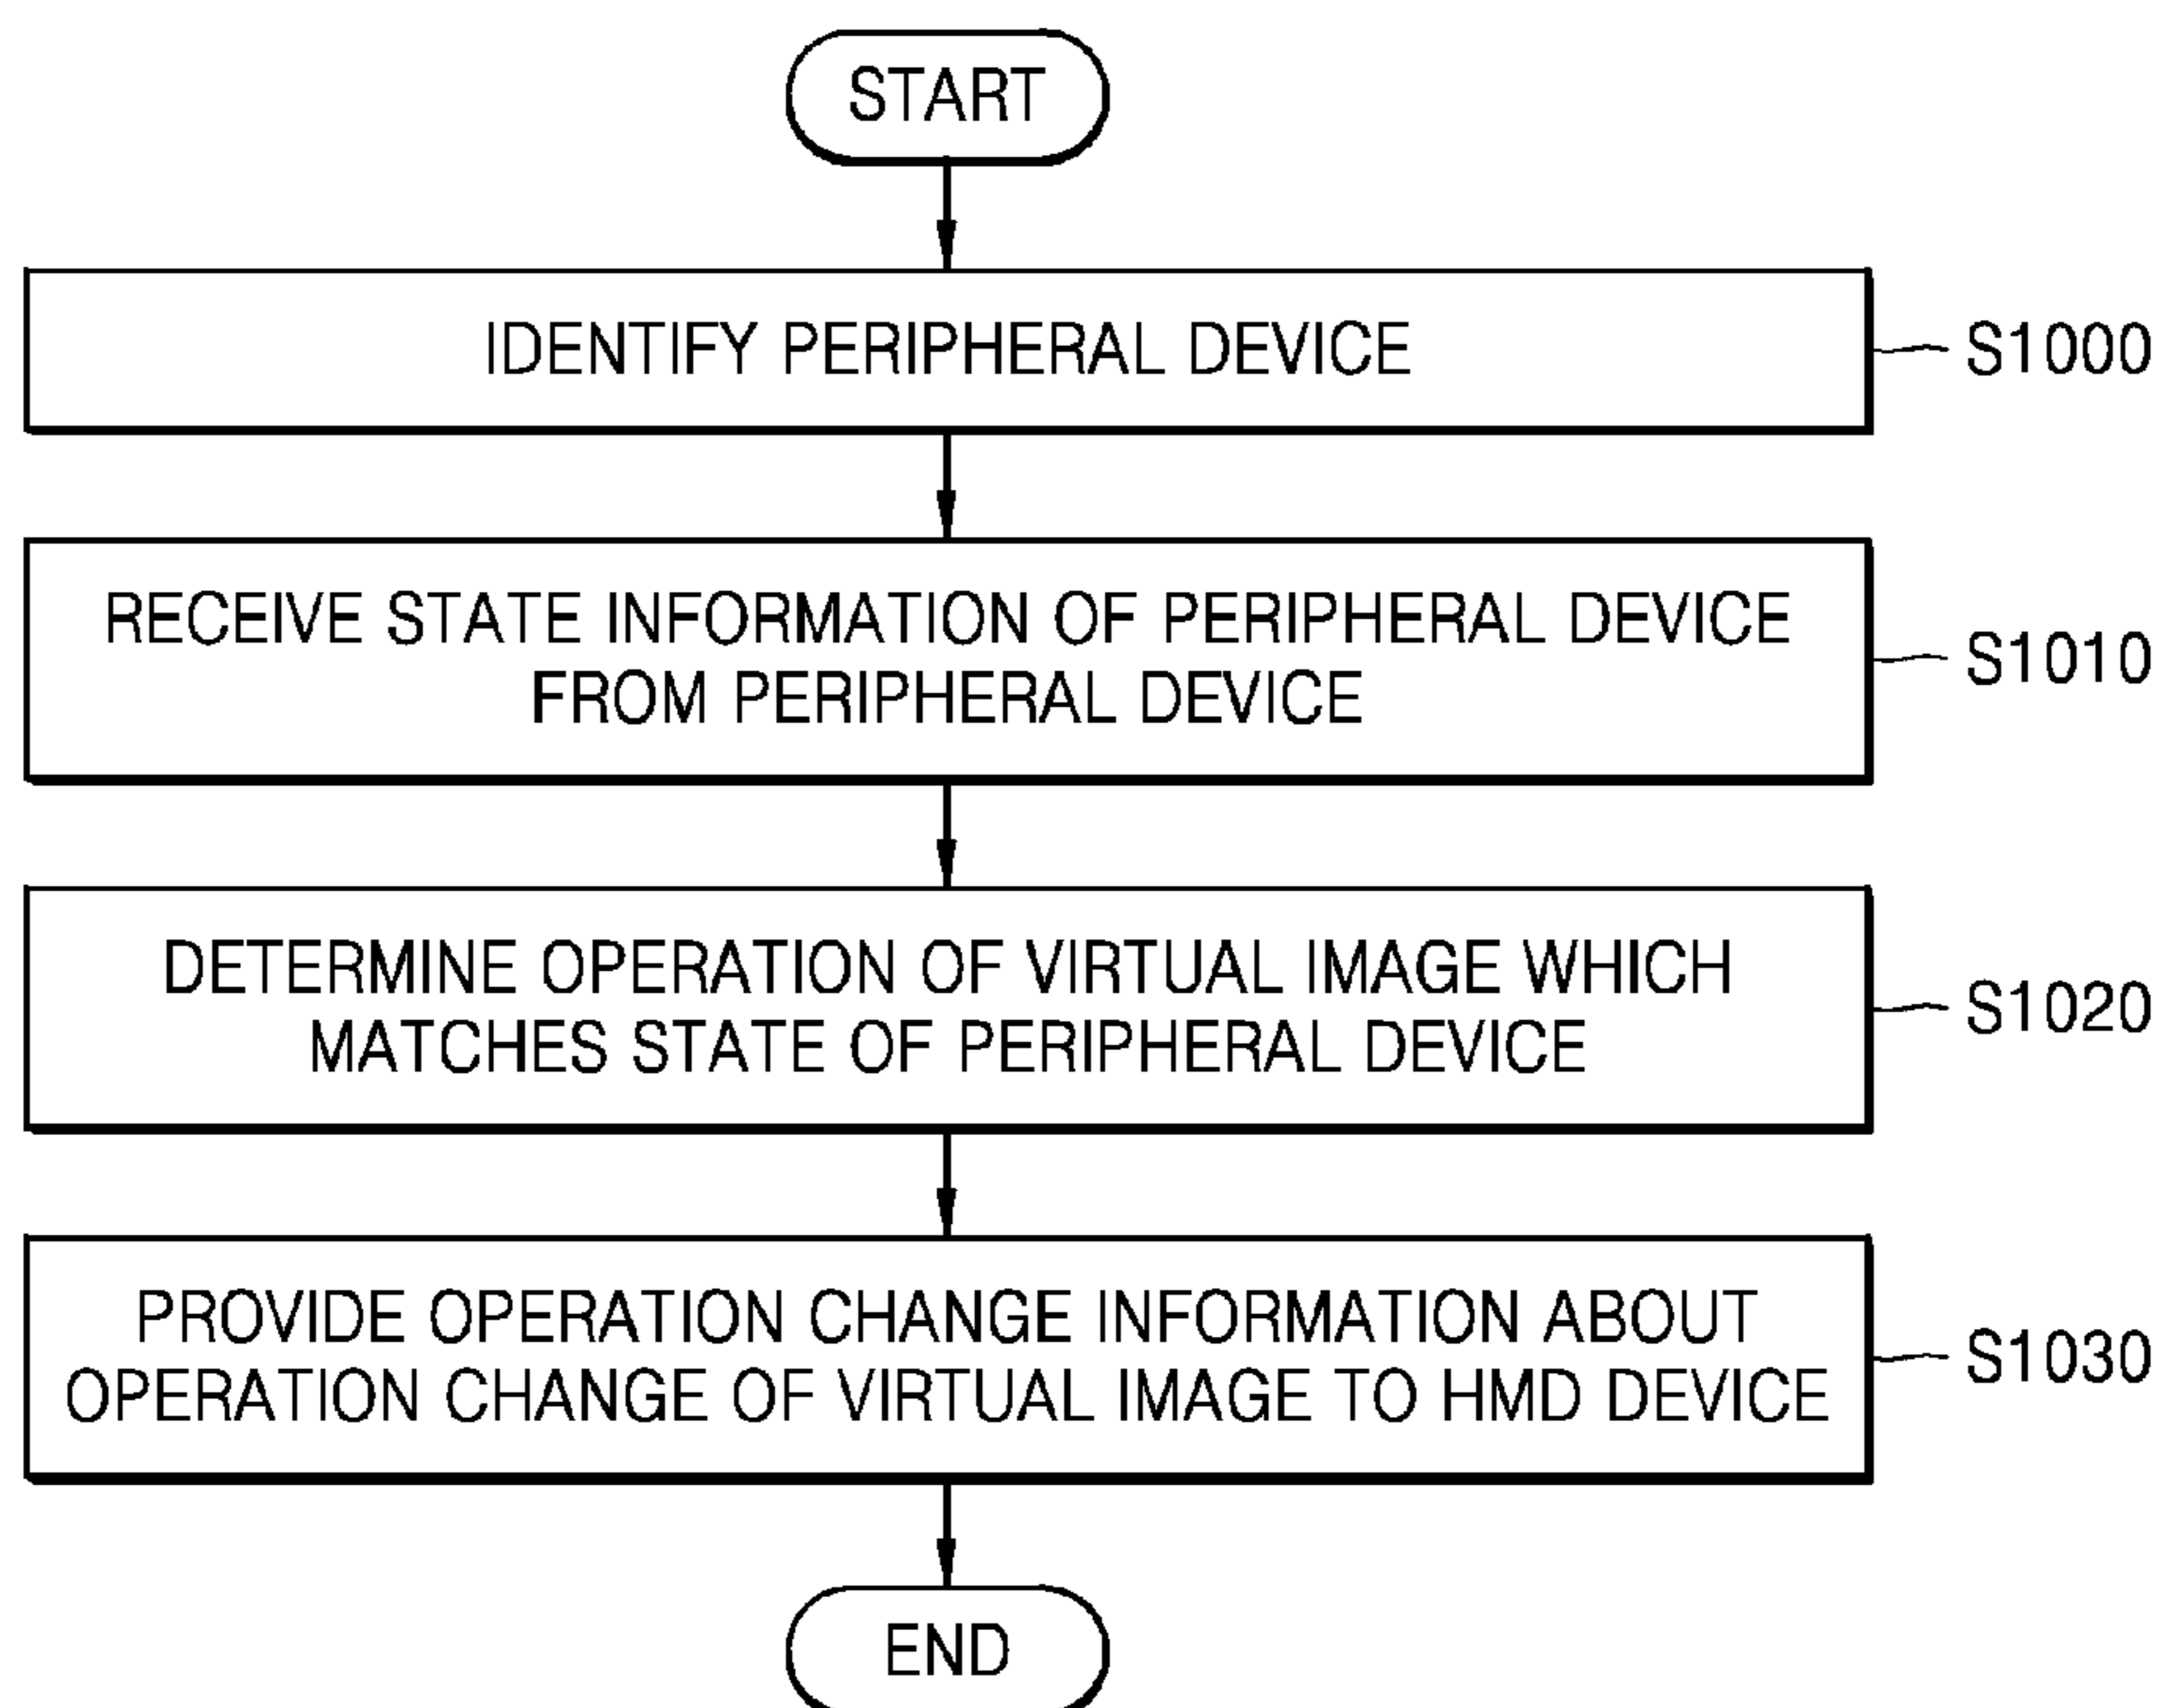 START
IDENTIFY PERIPHERAL DEVICE
S1000
RECEIVE STATE INFORMATION OF PERIPHERAL DEVICE
FROM PERIPHERAL DEVICE
S1010
DETERMINE OPERATION OF VIRTUAL IMAGE WHICH
MATCHES STATE OF PERIPHERAL DEVICE
S1020
PROVIDE OPERATION CHANGE INFORMATION ABOUT
OPERATION CHANGE OF VIRTUAL IMAGE TO HMD DEVICE
S1030
END